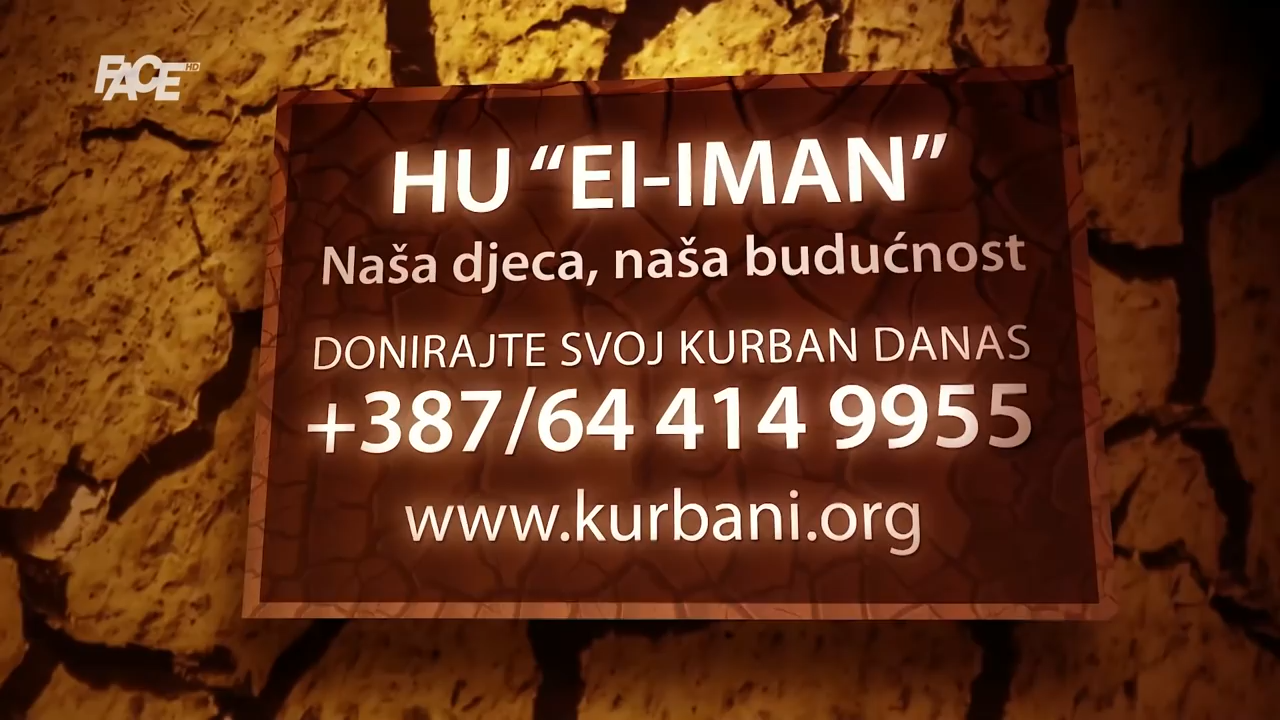 FACE HD
HU “El-IMAN”
Naša djeca, naša budućnost
DONIRAJTE SVOJ KURBAN DANAS
+387/64 414 9955
www.kurbani.org